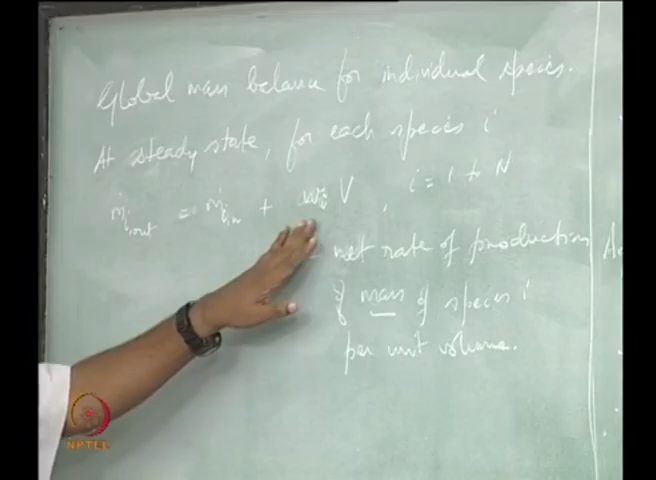 Global mass balance for individual species.
At steady state, for each species i
ṁi,out = ṁi,in + ẇi V , i = 1 to N
net rate of production
of mass of species i
per unit volume.
NPTEL